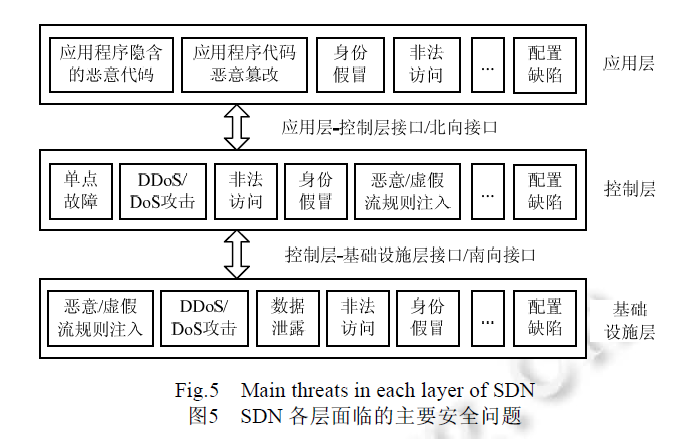 应用程序隐含
的恶意代码
应用程序代码
恶意篡改
身份
假冒
非法
访问
...
配置
缺陷
应用层
应用层-控制层接口/北向接口
单点
故障
DDoS/
DoS攻击
非法
访问
身份
假冒
恶意/虚假
流规则注入
...
配置
缺陷
控制层
控制层-基础设施层接口/南向接口
恶意/虚假
流规则注入
DDoS/
DoS攻击
数据
泄露
非法
访问
身份
假冒
...
配置
缺陷
基础
设施层
Fig.5 Main threats in each layer of SDN
图5 SDN 各层面临的主要安全问题